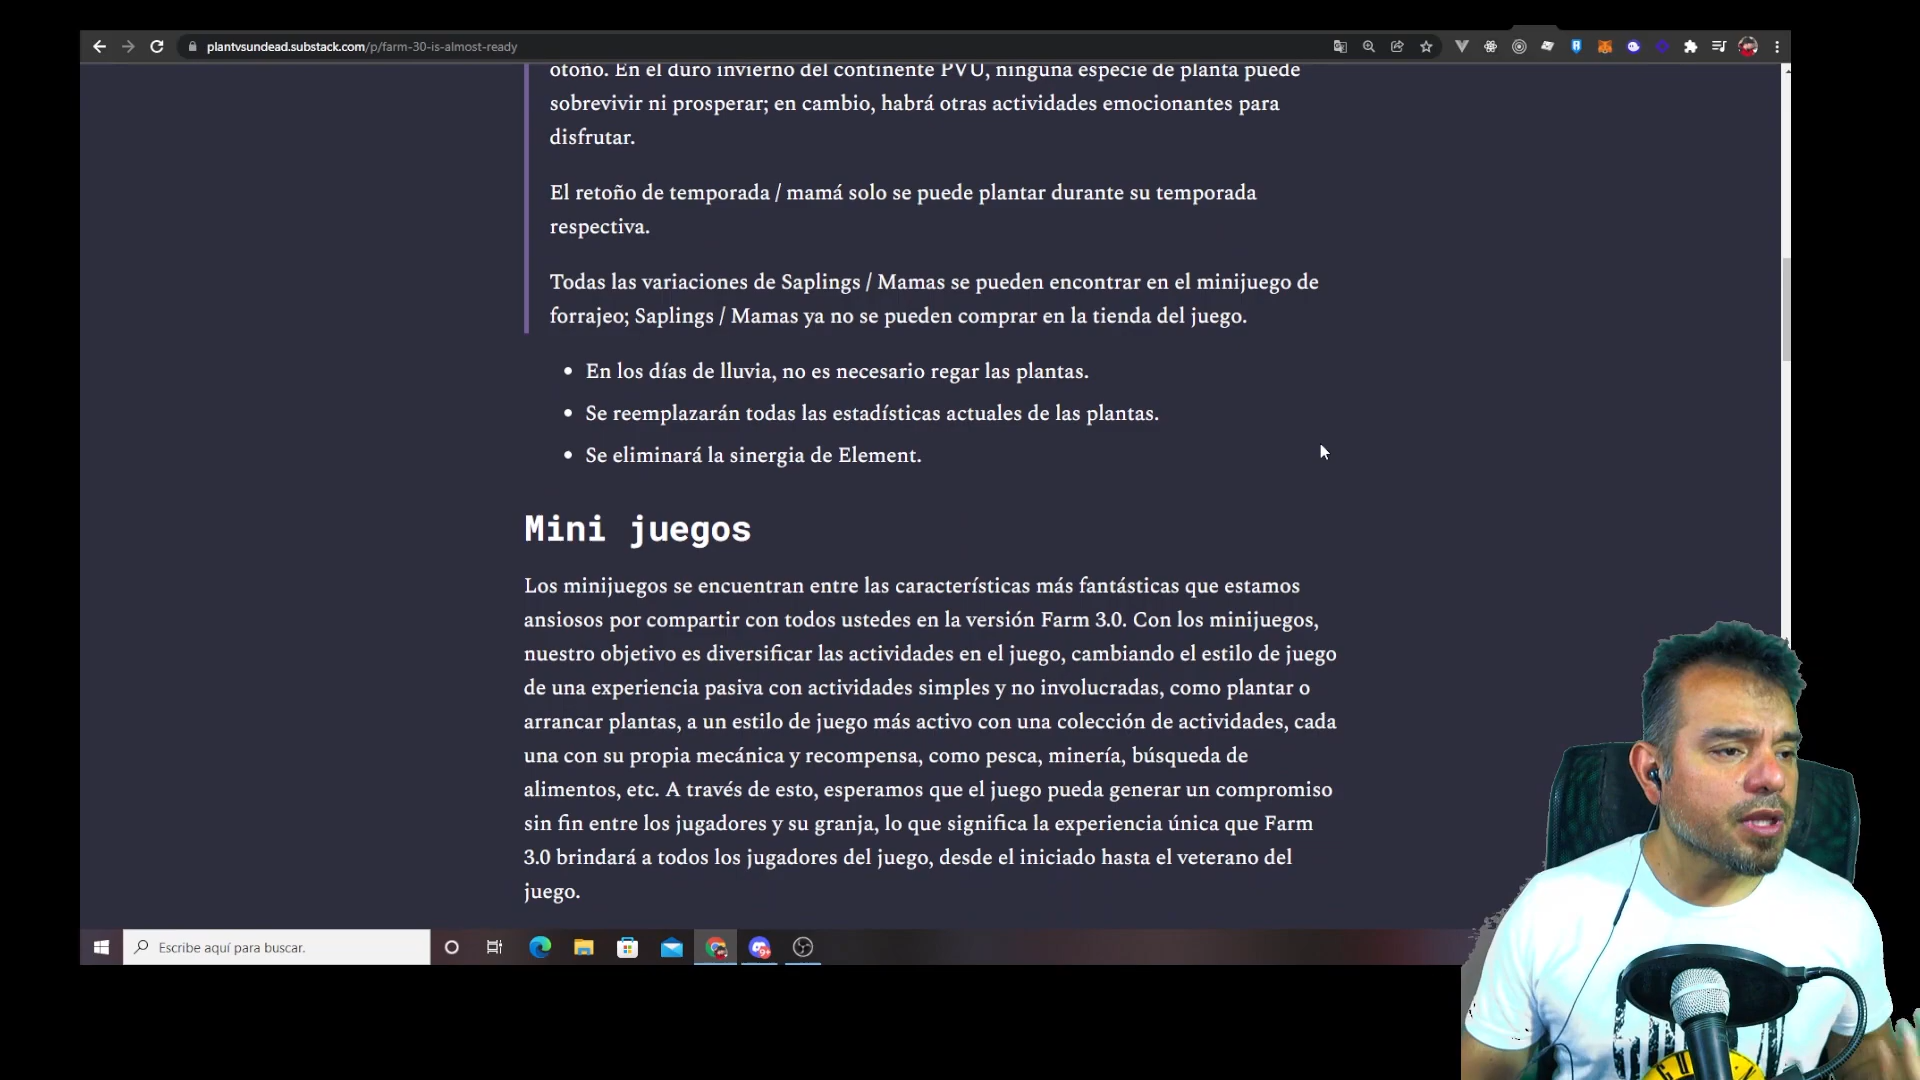 plantvsundead.substack.com/p/farm-30-is-almost-ready
otoño. En el duro invierno del continente PVU, ninguna especie de planta puede
sobrevivir ni prosperar; en cambio, habrá otras actividades emocionantes para
disfrutar.
El retoño de temporada / mamá solo se puede plantar durante su temporada
respectiva.
Todas las variaciones de Saplings / Mamas se pueden encontrar en el minijuego de
forrajeo; Saplings / Mamas ya no se pueden comprar en la tienda del juego.
• En los días de lluvia, no es necesario regar las plantas.
• Se reemplazarán todas las estadísticas actuales de las plantas.
• Se eliminará la sinergia de Element.
Mini juegos
Los minijuegos se encuentran entre las características más fantásticas que estamos
ansiosos por compartir con todos ustedes en la versión Farm 3.0. Con los minijuegos,
nuestro objetivo es diversificar las actividades en el juego, cambiando el estilo de juego
de una experiencia pasiva con actividades simples y no involucradas, como plantar o
arrancar plantas, a un estilo de juego más activo con una colección de actividades, cada
una con su propia mecánica y recompensa, como pesca, minería, búsqueda de
alimentos, etc. A través de esto, esperamos que el juego pueda generar un compromiso
sin fin entre los jugadores y su granja, lo que significa la experiencia única que Farm
3.0 brindará a todos los jugadores del juego, desde el iniciado hasta el veterano del
juego.
Escribe aquí para buscar.